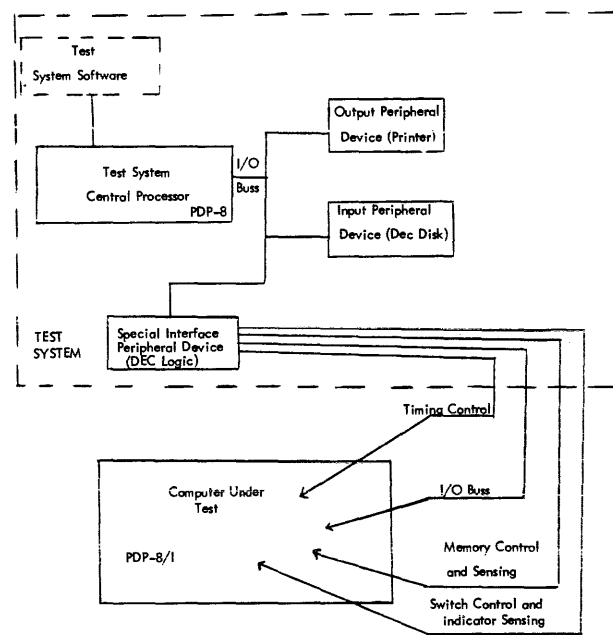 Test
System Software
Output Peripheral
Device (Printer)
Test System
Central Processor
PDP-8
I/O
Buss
Input Peripheral
Device (Dec Disk)
TEST
SYSTEM
Special Interface
Peripheral Device
(DEC Logic)
Timing Control
Computer Under
Test
PDP-8/I
I/O Buss
Memory Control
and Sensing
Switch Control and
indicator Sensing